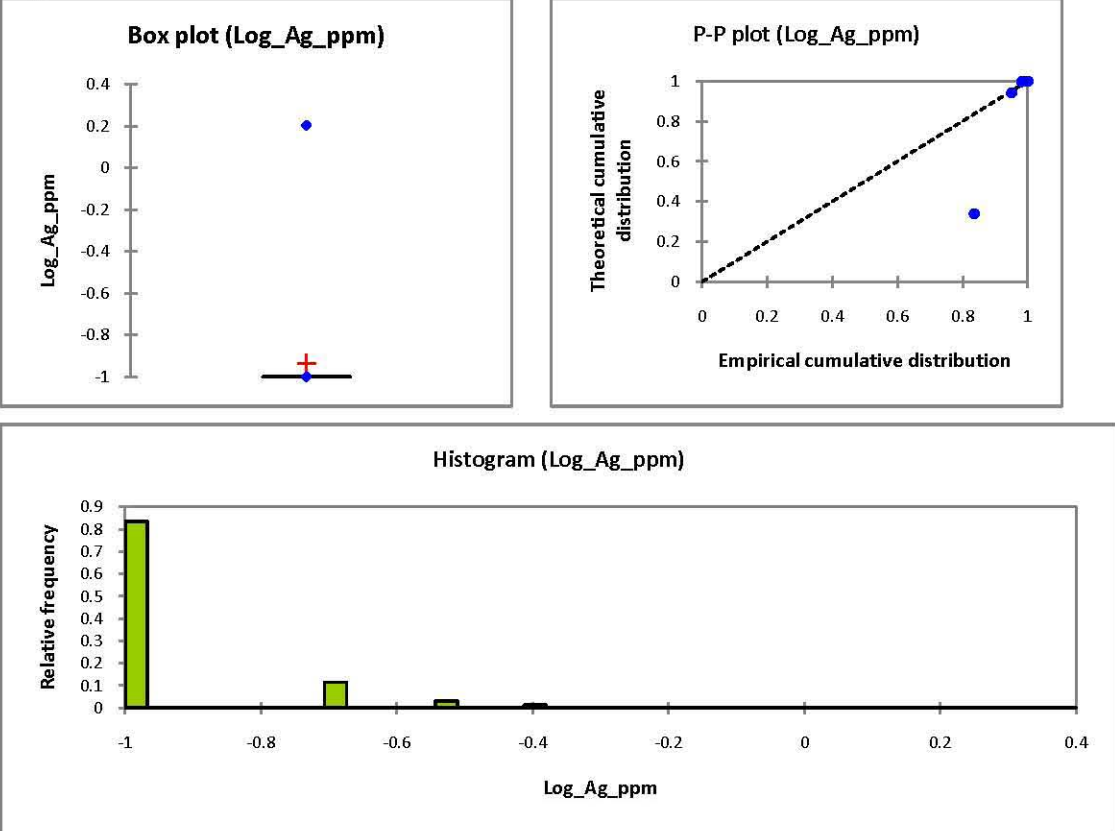 Box plot (Log_Ag_ppm)
0.4
0.2
0
-0.2
-0.4
-0.6
-0.8
-1
Log_Ag_ppm
P-P plot (Log_Ag_ppm)
1
0.8
0.6
0.4
0.2
0
Theoretical cumulative
distribution
0 0.2 0.4 0.6 0.8 1
Empirical cumulative distribution
Histogram (Log_Ag_ppm)
0.9
0.8
0.7
0.6
0.5
0.4
0.3
0.2
0.1
0
Relative frequency
-1 -0.8 -0.6 -0.4 -0.2 0 0.2 0.4
Log_Ag_ppm